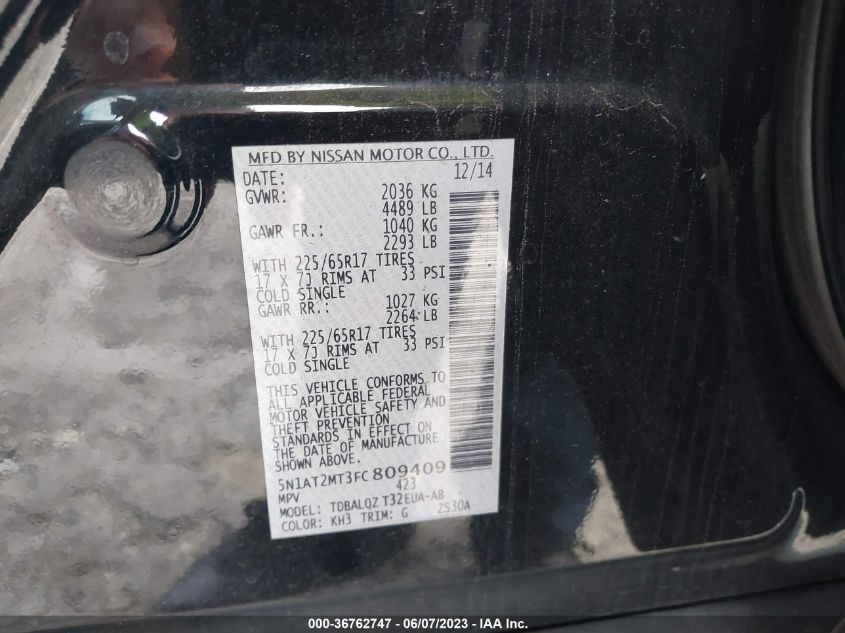 MFD BY NISSAN MOTOR CO., LTD.
DATE: 12/14
GVWR: 2036 KG
4489 LB
GAWR FR.: 1040 KG
2293 LB
WITH 225/65R17 TIRES
17 X 7J RIMS AT 33 PSI
COLD SINGLE
GAWR RR.: 1027 KG
2264 LB
WITH 225/65R17 TIRES
17 X 7J RIMS AT 33 PSI
COLD SINGLE
THIS VEHICLE CONFORMS TO
ALL APPLICABLE FEDERAL
MOTOR VEHICLE SAFETY AND
THEFT PREVENTION
STANDARDS IN EFFECT ON
THE DATE OF MANUFACTURE
SHOWN ABOVE.
5N1AT2MT3FC 809409
MPV 423
MODEL: TDBALQZ T32EUA-AB
COLOR: KH3 TRIM: G ZS30A
000-36762747 - 06/07/2023 - IAA Inc.